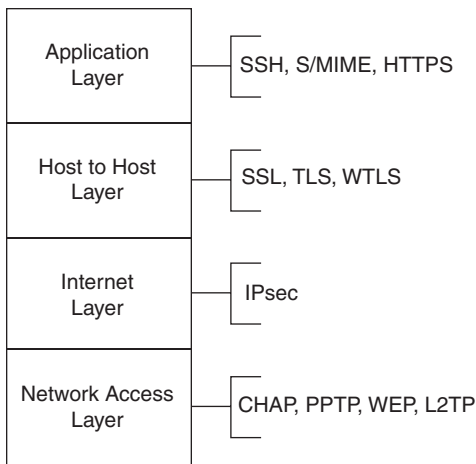 Application
Layer
SSH, S/MIME, HTTPS
Host to Host
Layer
SSL, TLS, WTLS
Internet
Layer
IPsec
Network Access
Layer
CHAP, PPTP, WEP, L2TP